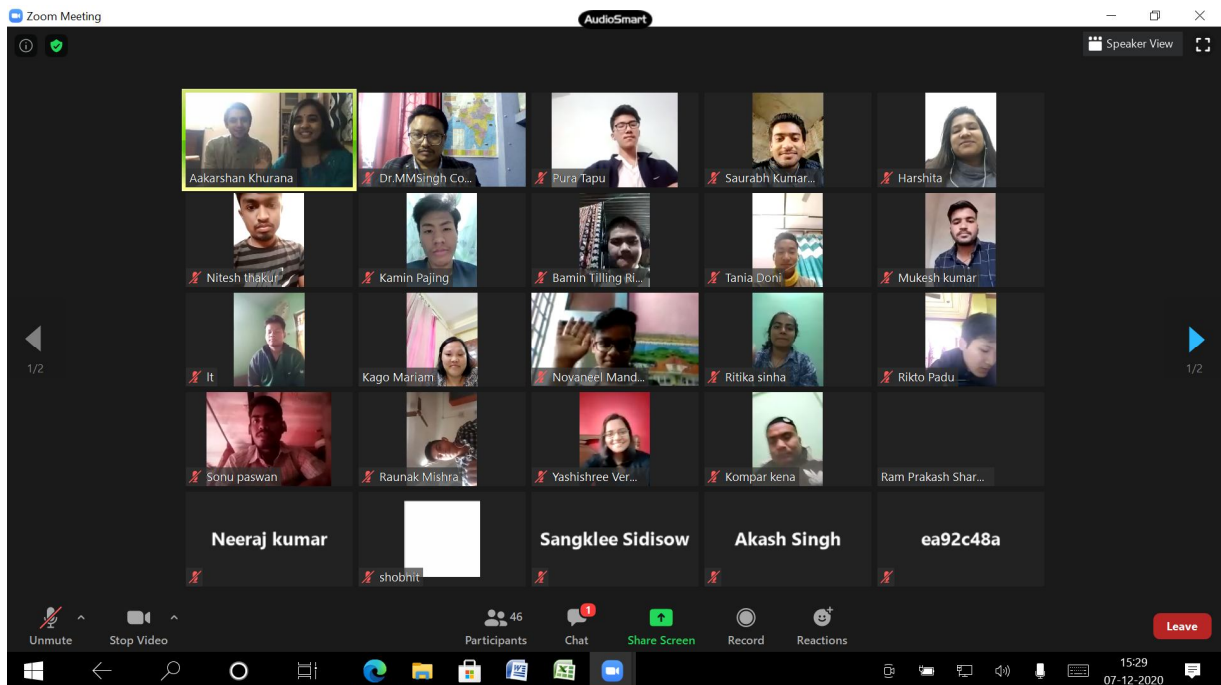 Zoom Meeting
AudioSmart
Speaker View
Aakarshan Khurana
Dr.MMSingh Co...
Pura Tapu
Saurabh Kumar...
Harshita
Nitesh thakur
Kamin Pajing
Bamin Tilling Ri...
Tania Doni
Mukesh kumar
1/2
It
Kago Mariam
Novaneel Mand...
Ritika sinha
Rikto Padu
1/2
Sonu paswan
Raunak Mishra
Yashishree Ver...
Kompar kena
Ram Prakash Shar...
Neeraj kumar
shobhit
Sangklee Sidisow
Akash Singh
ea92c48a
Unmute
Stop Video
46
Participants
1
Chat
Share Screen
Record
Reactions
Leave
15:29
07-12-2020